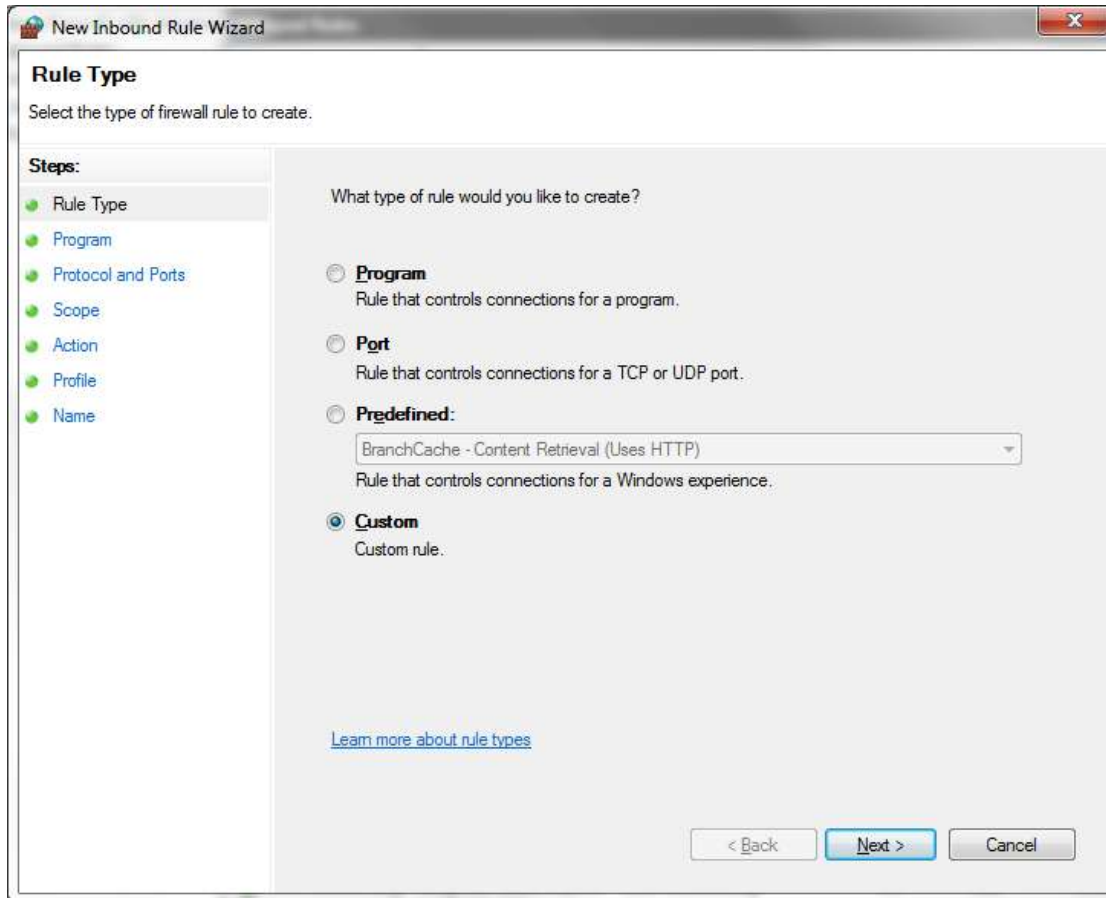 New Inbound Rule Wizard
Rule Type
Select the type of firewall rule to create.
Steps:
Rule Type
Program
Protocol and Ports
Scope
Action
Profile
Name
What type of rule would you like to create?
Program
Rule that controls connections for a program.
Port
Rule that controls connections for a TCP or UDP port.
Predefined:
BranchCache - Content Retrieval (Uses HTTP)
Rule that controls connections for a Windows experience.
Custom
Custom rule.
Learn more about rule types
< Back Next > Cancel